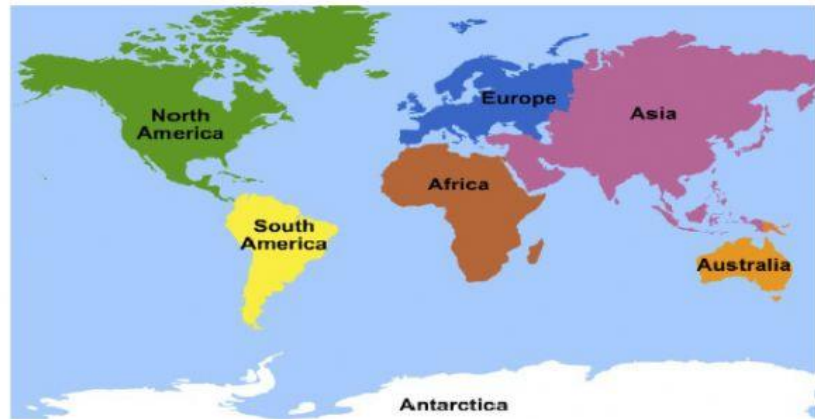 North
America
Europe
Asia
Africa
South
America
Australia
Antarctica